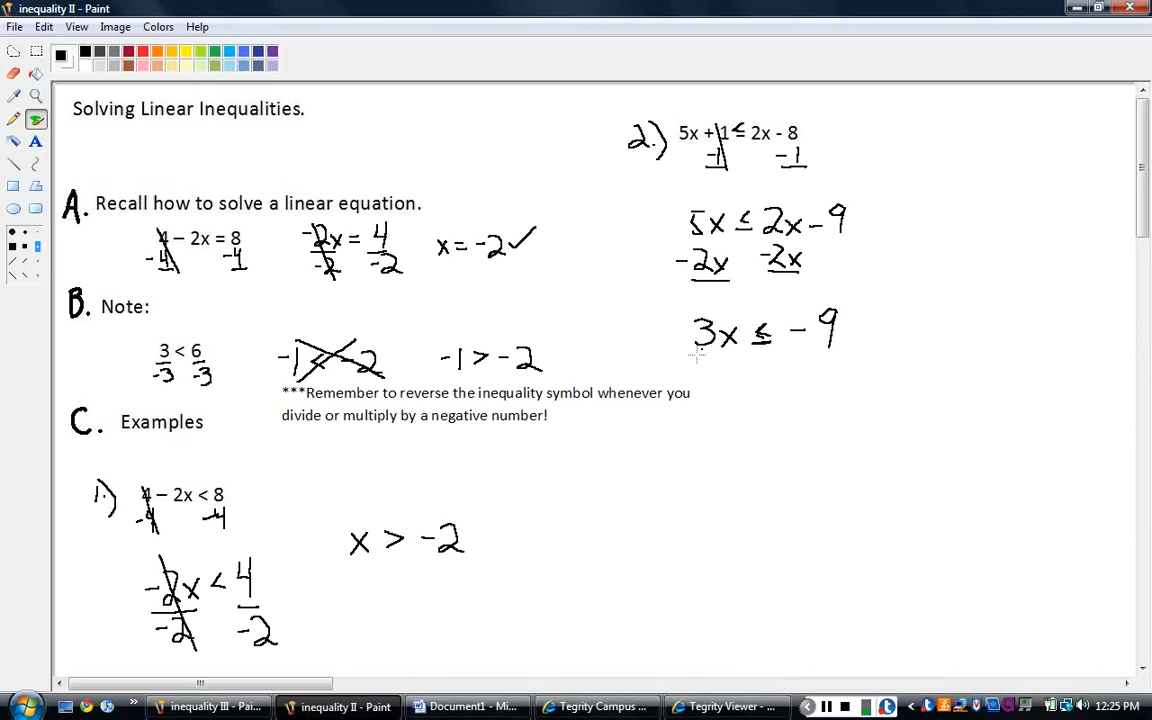 inequality II - Paint
File Edit View Image Colors Help
Solving Linear Inequalities.
A. Recall how to solve a linear equation.
4 – 2x = 8
-4 -4
-2x = 4
-2 -2
x = -2 ✓
B. Note:
3 < 6
-3 -3
-1 < -2
-1 > -2
***Remember to reverse the inequality symbol whenever you
divide or multiply by a negative number!
C. Examples
1.) 4 – 2x < 8
-4 -4
-2x < 4
-2 -2
x > -2
2.) 5x + 1 ≤ 2x - 8
-1 -1
5x ≤ 2x - 9
-2x -2x
3x ≤ -9
inequality III - Paint
inequality II - Paint
Document1 - Mi...
Tegrity Campus ...
Tegrity Viewer - ...
12:25 PM